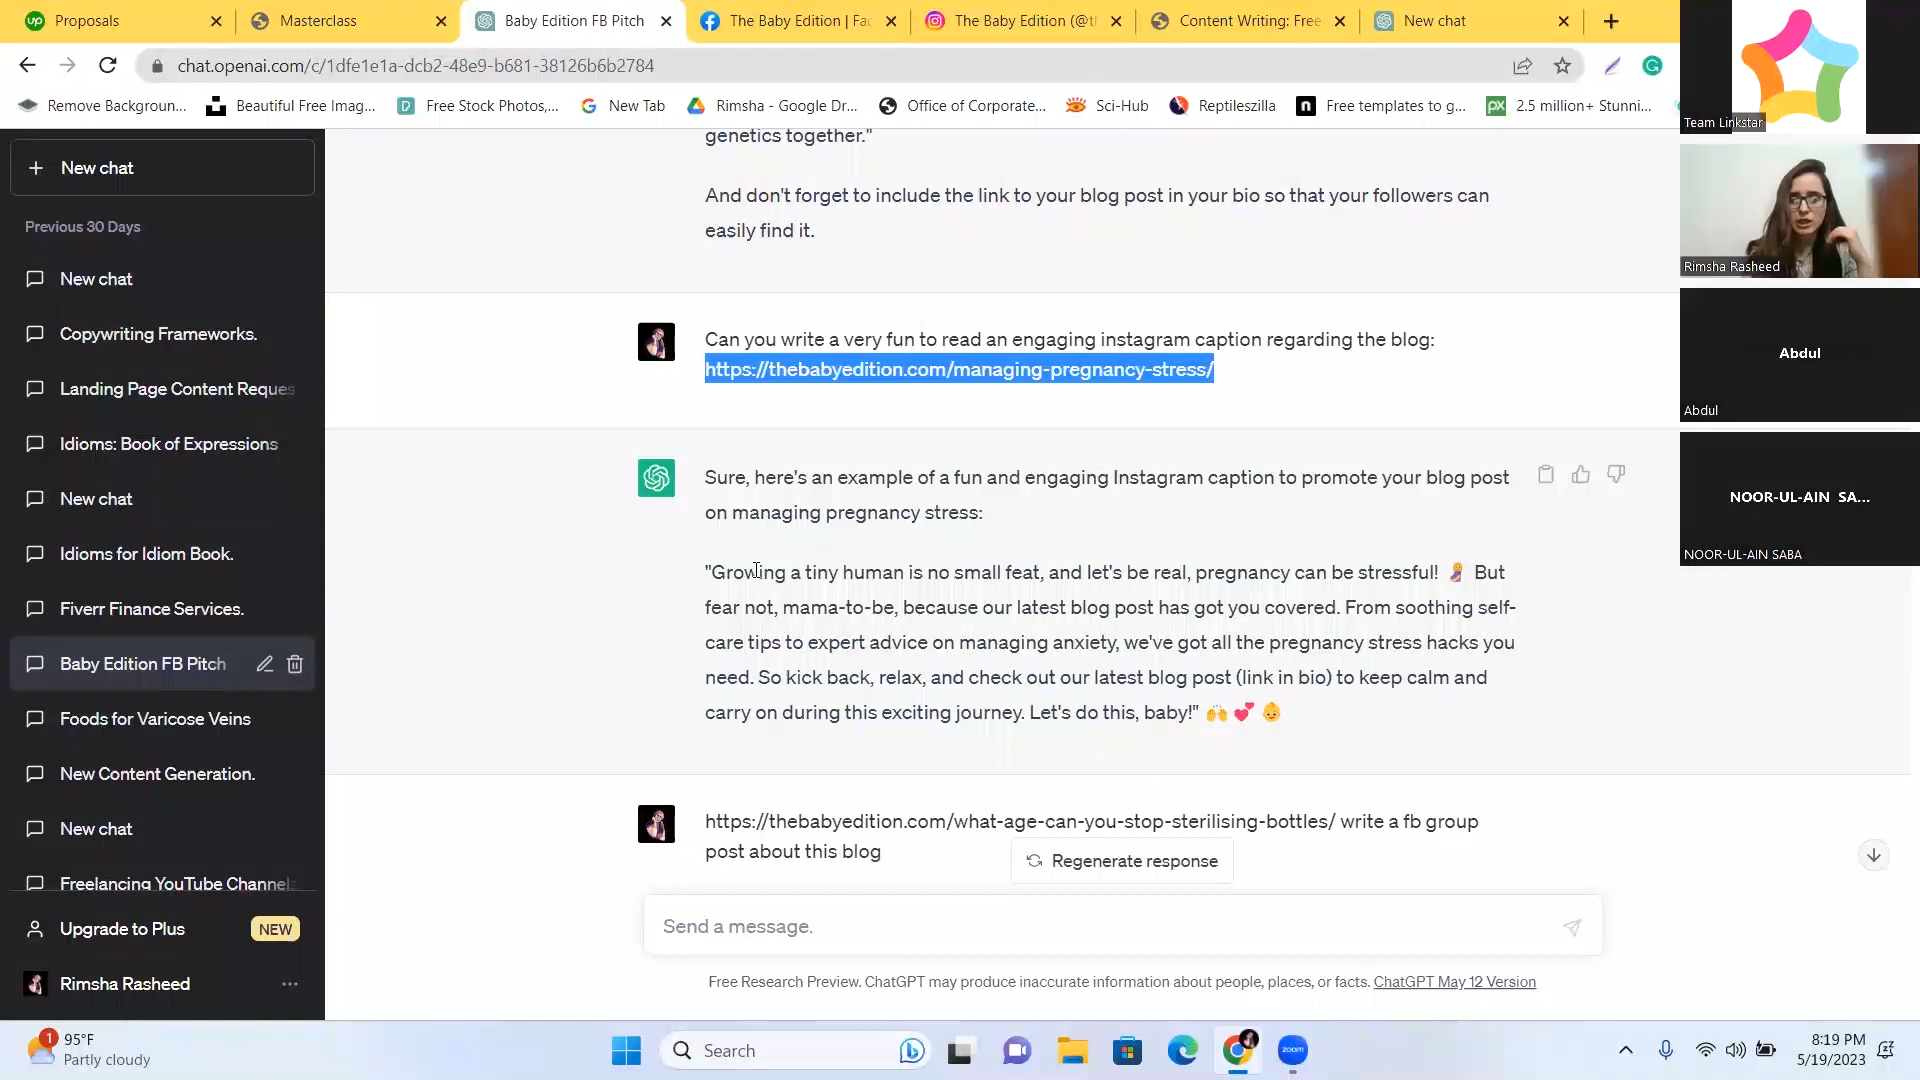 Proposals
Masterclass
Baby Edition FB Pitch
The Baby Edition | Fac
The Baby Edition (@t
Content Writing: Free
New chat
chat.openai.com/c/1dfe1e1a-dcb2-48e9-b681-38126b6b2784
Remove Backgroun...
Beautiful Free Imag...
Free Stock Photos,...
New Tab
Rimsha - Google Dr...
Office of Corporate...
Sci-Hub
Reptileszilla
Free templates to g...
2.5 million+ Stunni...
New chat
Previous 30 Days
New chat
Copywriting Frameworks.
Landing Page Content Reques
Idioms: Book of Expressions
New chat
Idioms for Idiom Book.
Fiverr Finance Services.
Baby Edition FB Pitch
Foods for Varicose Veins
New Content Generation.
New chat
Freelancing YouTube Channel
Upgrade to Plus
NEW
Rimsha Rasheed
genetics together."
And don't forget to include the link to your blog post in your bio so that your followers can
easily find it.
Can you write a very fun to read an engaging instagram caption regarding the blog:
https://thebabyedition.com/managing-pregnancy-stress/
Sure, here's an example of a fun and engaging Instagram caption to promote your blog post
on managing pregnancy stress:
"Growing a tiny human is no small feat, and let's be real, pregnancy can be stressful! 🤱 But
fear not, mama-to-be, because our latest blog post has got you covered. From soothing self-
care tips to expert advice on managing anxiety, we've got all the pregnancy stress hacks you
need. So kick back, relax, and check out our latest blog post (link in bio) to keep calm and
carry on during this exciting journey. Let's do this, baby!" 🙌 💕 👶
https://thebabyedition.com/what-age-can-you-stop-sterilising-bottles/ write a fb group
post about this blog
Regenerate response
Send a message.
Free Research Preview. ChatGPT may produce inaccurate information about people, places, or facts. ChatGPT May 12 Version
Team Linkstar
Rimsha Rasheed
Abdul
Abdul
NOOR-UL-AIN SA...
NOOR-UL-AIN SABA
1
95°F
Partly cloudy
Search
zoom
8:19 PM
5/19/2023